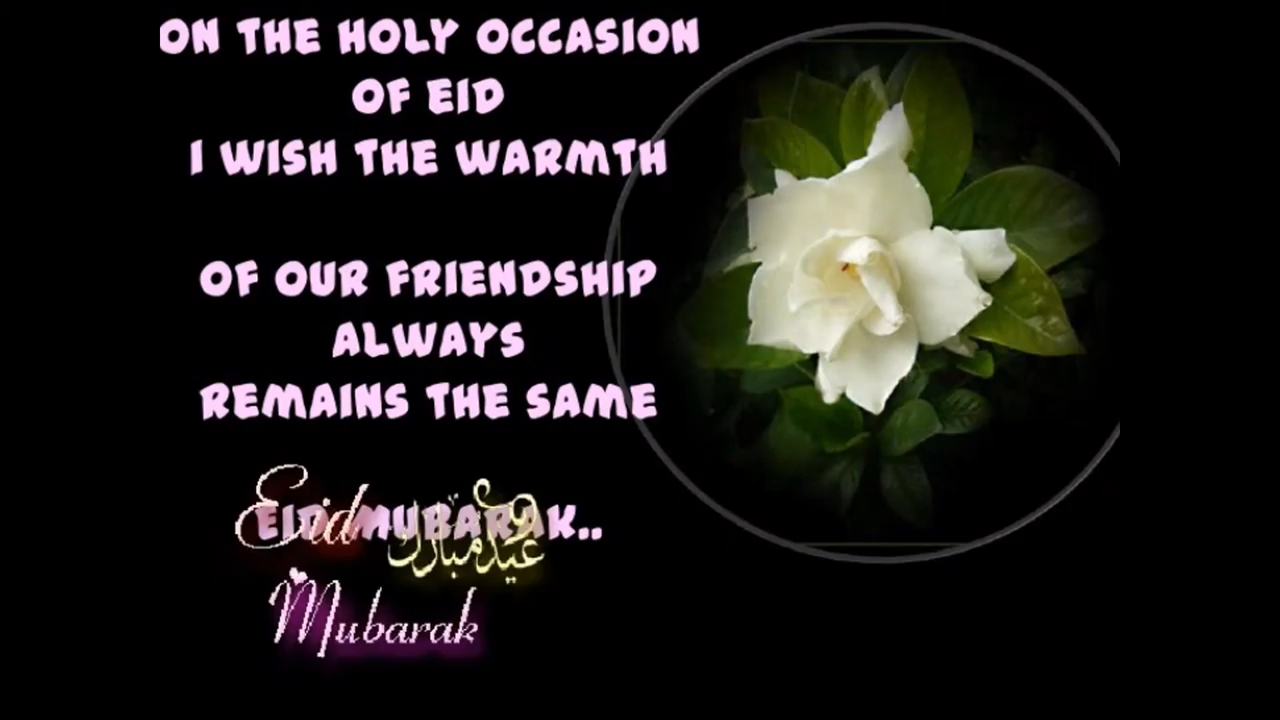 ON THE HOLY OCCASION
OF EID
I WISH THE WARMTH
OF OUR FRIENDSHIP
ALWAYS
REMAINS THE SAME
EID MUBARAK..
Eid
عيد مبارك
Mubarak